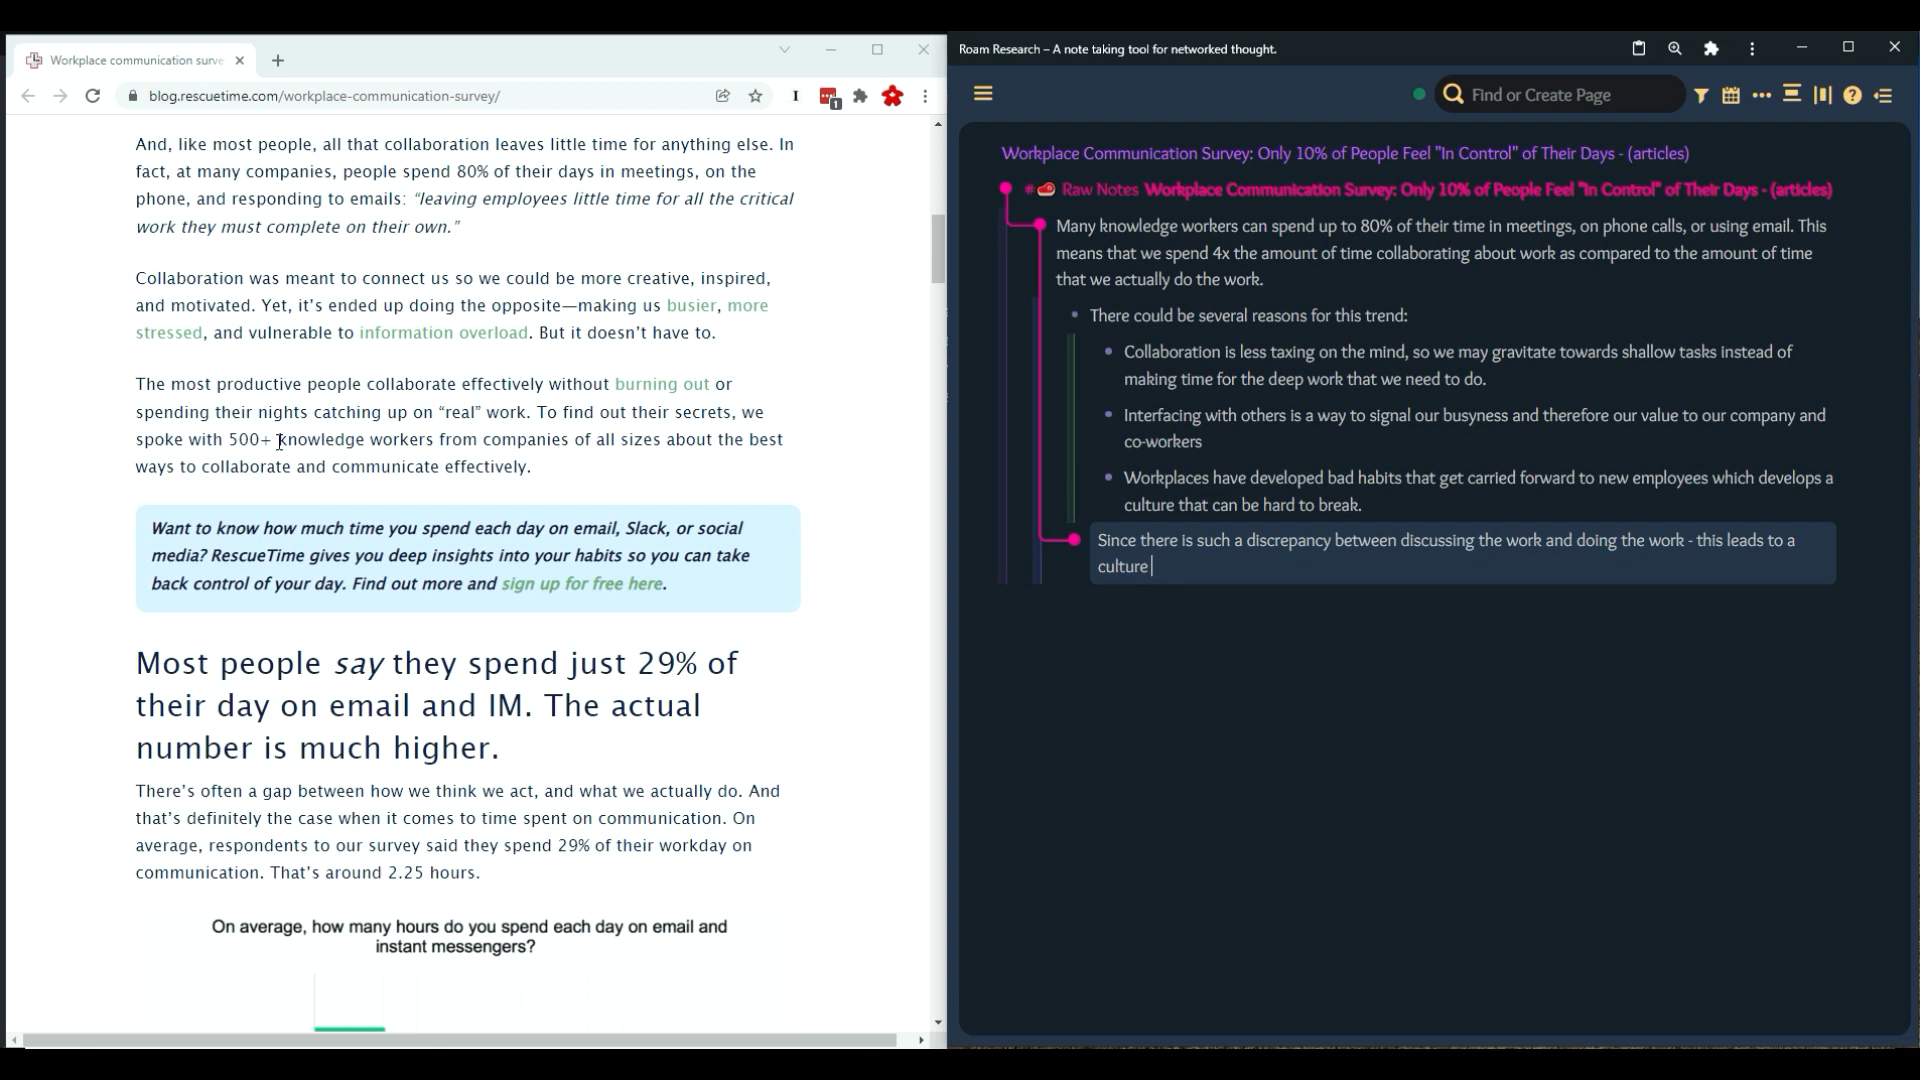 Workplace communication surve
blog.rescuetime.com/workplace-communication-survey/
1
And, like most people, all that collaboration leaves little time for anything else. In
fact, at many companies, people spend 80% of their days in meetings, on the
phone, and responding to emails: “leaving employees little time for all the critical
work they must complete on their own.”
Collaboration was meant to connect us so we could be more creative, inspired,
and motivated. Yet, it’s ended up doing the opposite—making us busier, more
stressed, and vulnerable to information overload. But it doesn’t have to.
The most productive people collaborate effectively without burning out or
spending their nights catching up on “real” work. To find out their secrets, we
spoke with 500+ knowledge workers from companies of all sizes about the best
ways to collaborate and communicate effectively.
Want to know how much time you spend each day on email, Slack, or social
media? RescueTime gives you deep insights into your habits so you can take
back control of your day. Find out more and sign up for free here.
Most people say they spend just 29% of
their day on email and IM. The actual
number is much higher.
There’s often a gap between how we think we act, and what we actually do. And
that’s definitely the case when it comes to time spent on communication. On
average, respondents to our survey said they spend 29% of their workday on
communication. That’s around 2.25 hours.
On average, how many hours do you spend each day on email and
instant messengers?
Roam Research – A note taking tool for networked thought.
Find or Create Page
Workplace Communication Survey: Only 10% of People Feel "In Control" of Their Days - (articles)
#🥩 Raw Notes Workplace Communication Survey: Only 10% of People Feel "In Control" of Their Days - (articles)
Many knowledge workers can spend up to 80% of their time in meetings, on phone calls, or using email. This
means that we spend 4x the amount of time collaborating about work as compared to the amount of time
that we actually do the work.
There could be several reasons for this trend:
Collaboration is less taxing on the mind, so we may gravitate towards shallow tasks instead of
making time for the deep work that we need to do.
Interfacing with others is a way to signal our busyness and therefore our value to our company and
co-workers
Workplaces have developed bad habits that get carried forward to new employees which develops a
culture that can be hard to break.
Since there is such a discrepancy between discussing the work and doing the work - this leads to a
culture